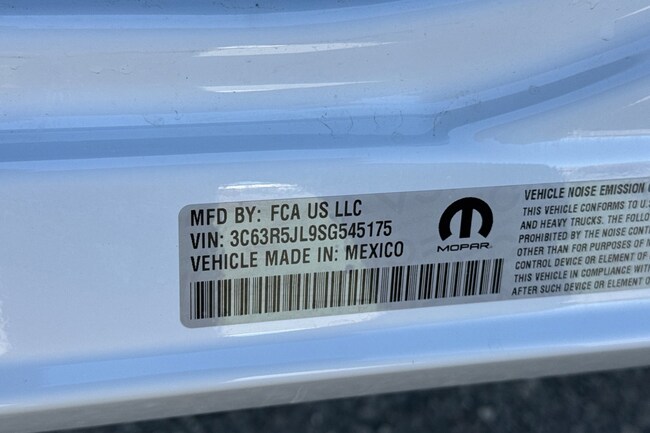 MFD BY: FCA US LLC
VIN: 3C63R5JL9SG545175
VEHICLE MADE IN: MEXICO
MOPAR
VEHICLE NOISE EMISSION
THIS VEHICLE CONFORMS TO U.S
AND HEAVY TRUCKS. THE FOLLO
PROHIBITED BY THE NOISE CONT
OTHER THAN FOR PURPOSES OF
CONTROL DEVICE OR ELEMENT OF
THIS VEHICLE IN COMPLIANCE WITH
AFTER SUCH DEVICE OR ELEMENT O